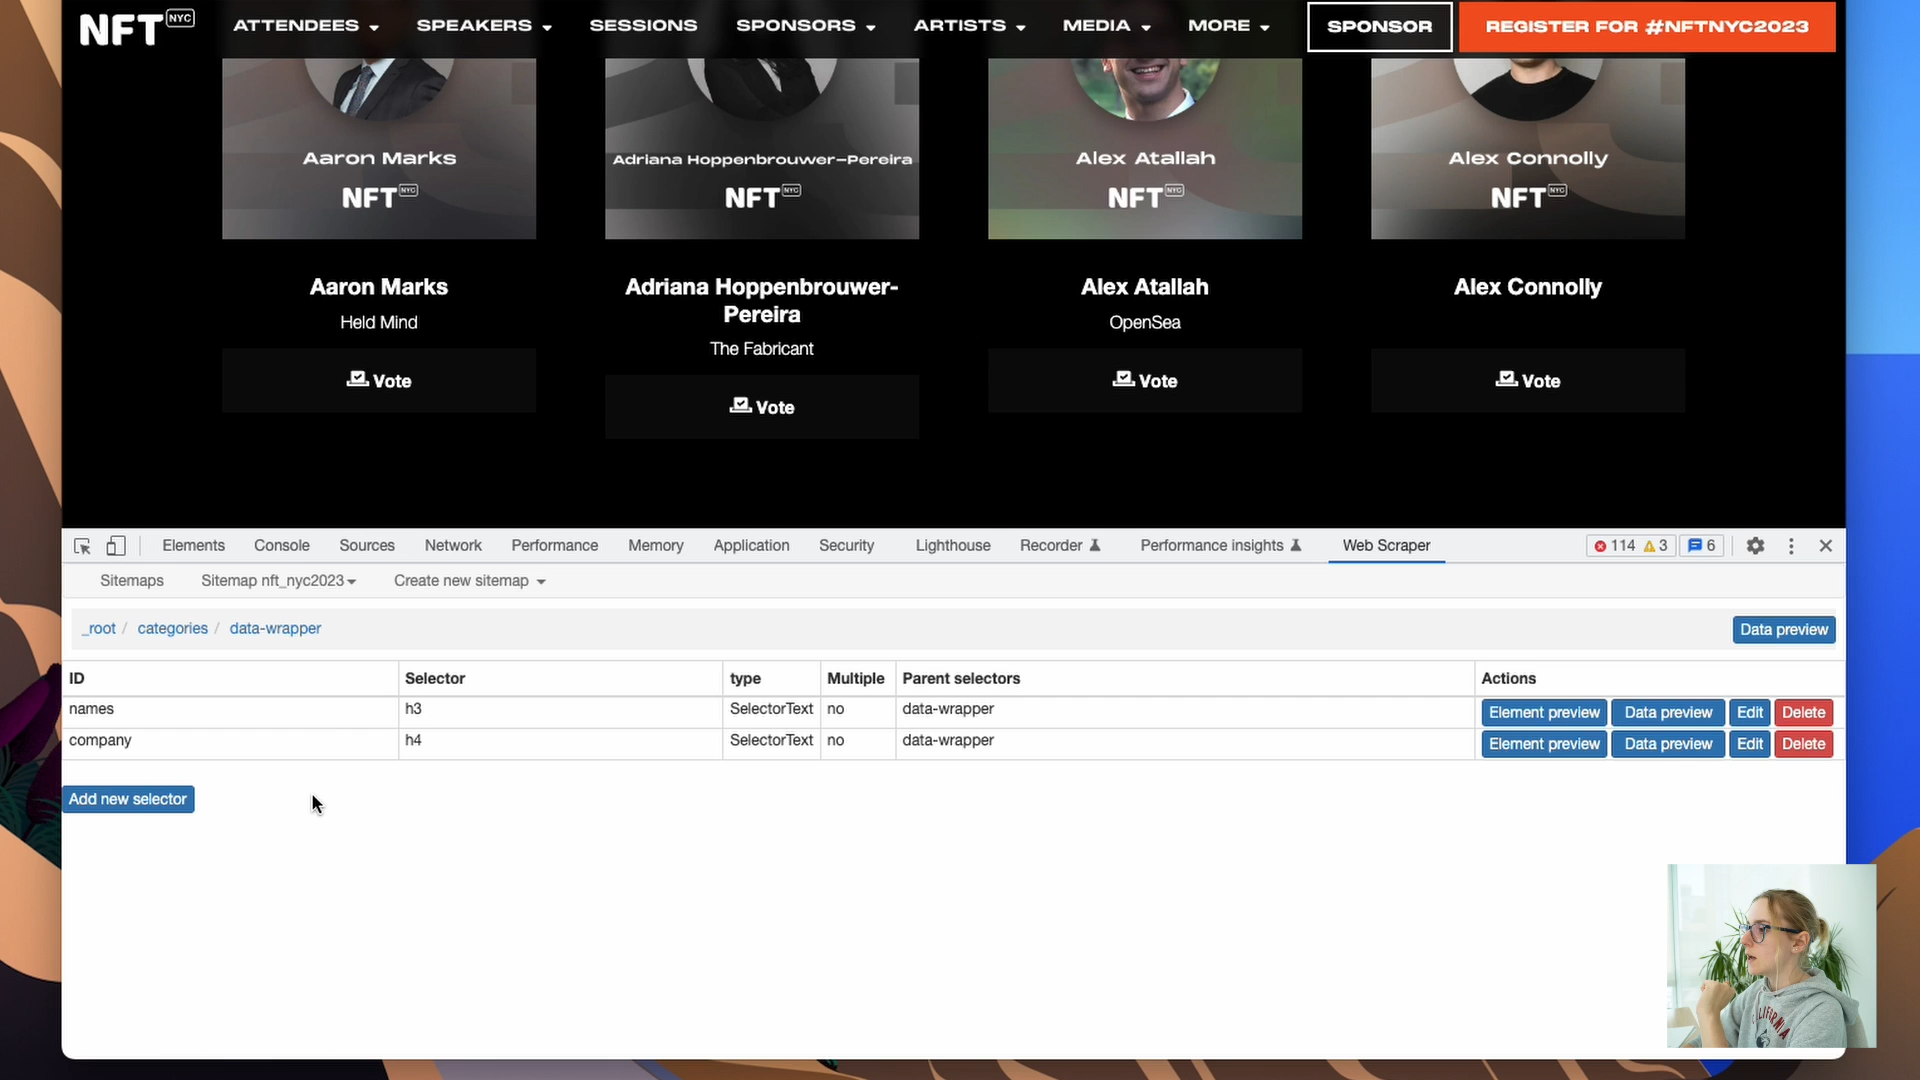 NFT NYC ATTENDEES SPEAKERS SESSIONS SPONSORS ARTISTS MEDIA MORE SPONSOR REGISTER FOR #NFTNYC2023
Aaron Marks Adriana Hoppenbrouwer-Pereira Alex Atallah Alex Connolly
NFT NYC NFT NYC NFT NYC NFT NYC
Aaron Marks
Held Mind
Vote
Adriana Hoppenbrouwer-
Pereira
The Fabricant
Vote
Alex Atallah
OpenSea
Vote
Alex Connolly
Vote
Elements Console Sources Network Performance Memory Application Security Lighthouse Recorder Performance insights Web Scraper 114 3 6
Sitemaps Sitemap nft_nyc2023 Create new sitemap
_root / categories / data-wrapper Data preview
ID Selector type Multiple Parent selectors Actions
names h3 SelectorText no data-wrapper Element preview Data preview Edit Delete
company h4 SelectorText no data-wrapper Element preview Data preview Edit Delete
Add new selector